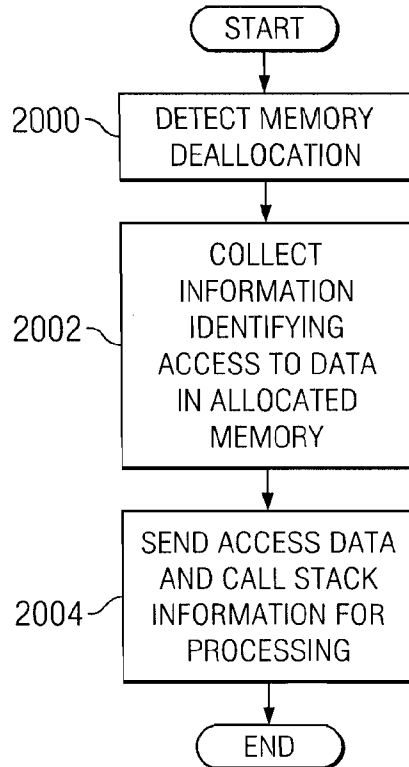 START
2000
DETECT MEMORY
DEALLOCATION
2002
COLLECT
INFORMATION
IDENTIFYING
ACCESS TO DATA
IN ALLOCATED
MEMORY
2004
SEND ACCESS DATA
AND CALL STACK
INFORMATION FOR
PROCESSING
END